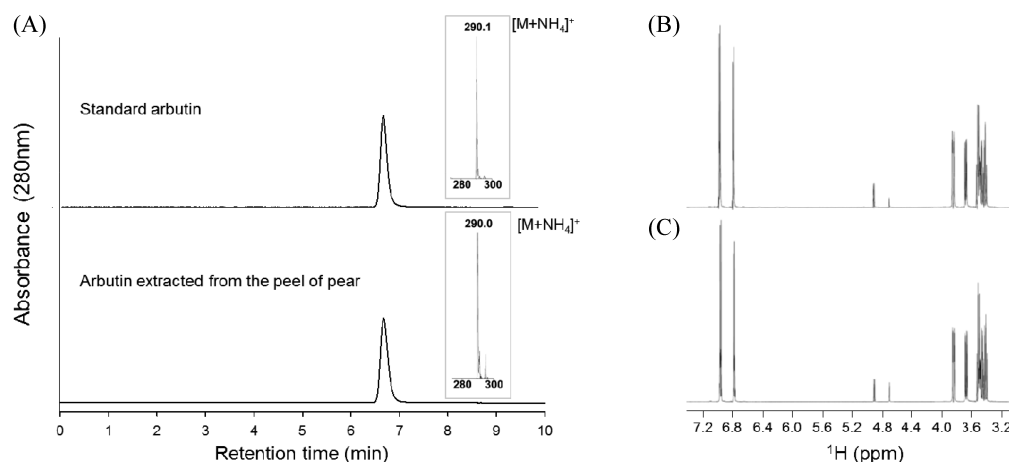 (A)
290.1
[M+NH₄]⁺
Standard arbutin
280 300
290.0
[M+NH₄]⁺
Arbutin extracted from the peel of pear
280 300
Absorbance (280nm)
0 1 2 3 4 5 6 7 8 9 10
Retention time (min)
(B)
(C)
7.2 6.8 6.4 6.0 5.6 5.2 4.8 4.4 4.0 3.6 3.2
¹H (ppm)